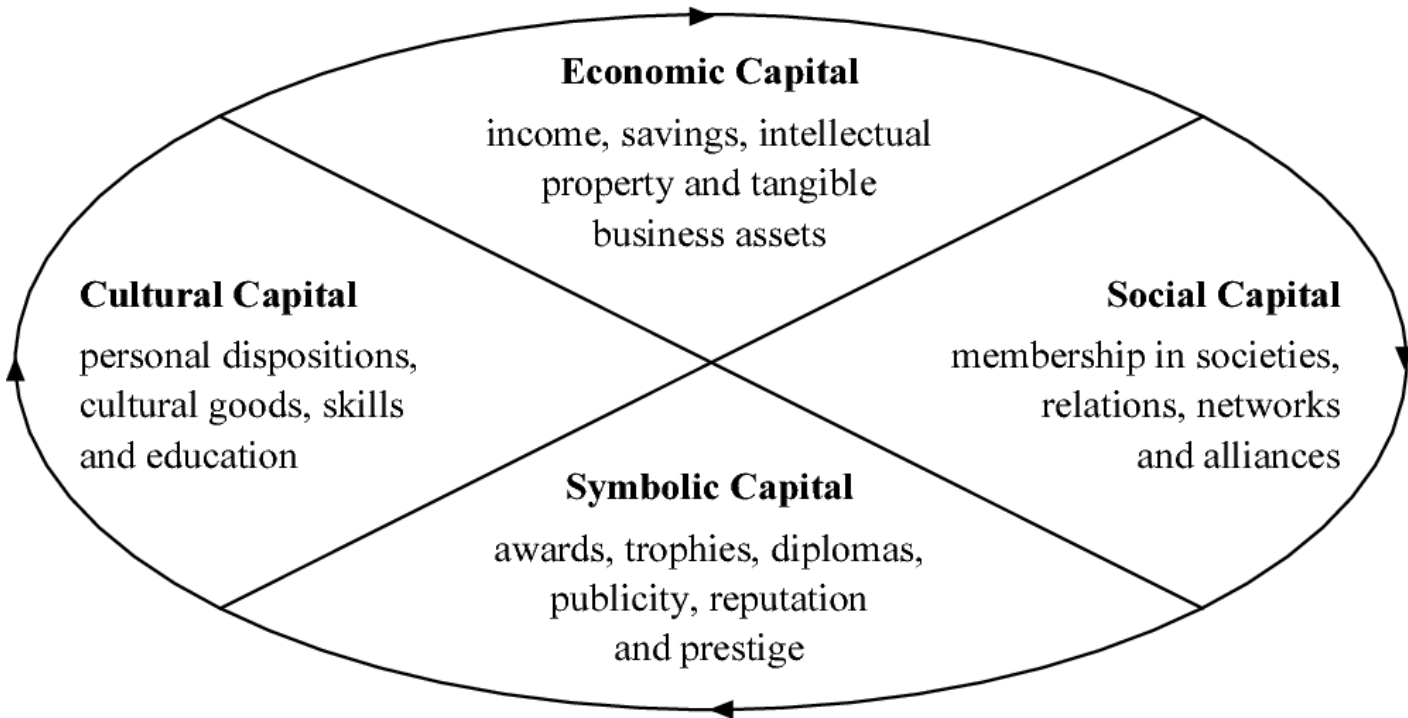 Economic Capital
income, savings, intellectual
property and tangible
business assets
Cultural Capital
personal dispositions,
cultural goods, skills
and education
Social Capital
membership in societies,
relations, networks
and alliances
Symbolic Capital
awards, trophies, diplomas,
publicity, reputation
and prestige